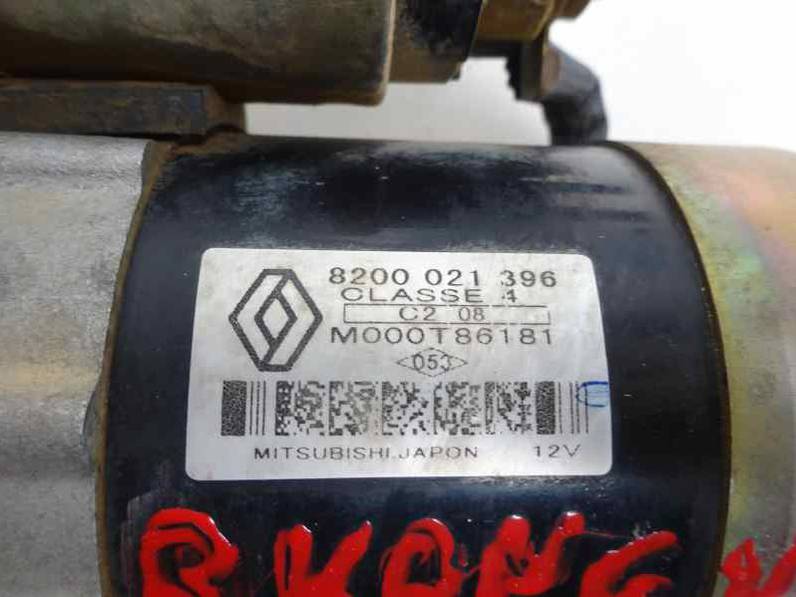 8200 021 396
CLASSE 4
C2 08
M000T86181
053
MITSUBISHI.JAPON 12V